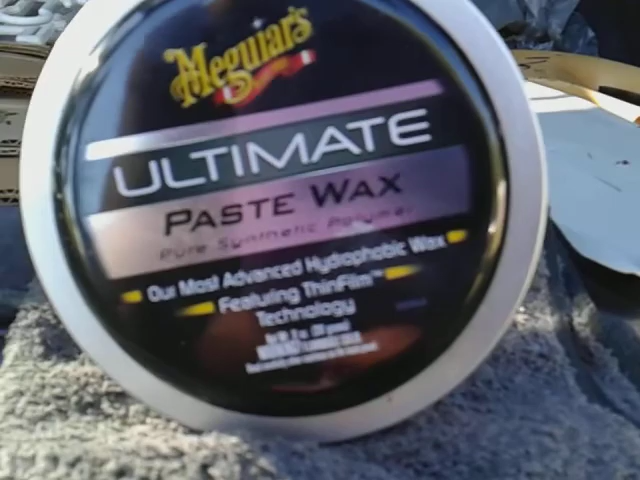 Meguiar's
ULTIMATE
PASTE WAX
Pure Synthetic Polymer
Our Most Advanced Hydrophobic Wax
Featuring ThinFilm™
Technology